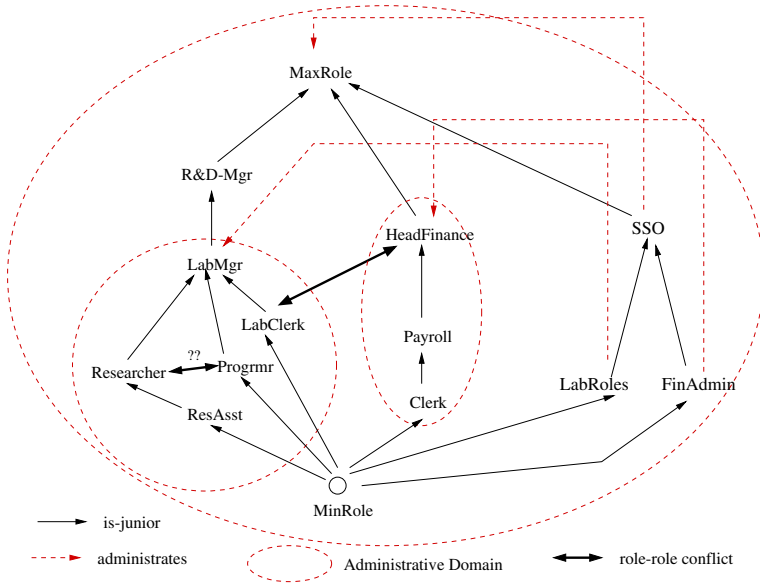 MaxRole
R&D-Mgr
HeadFinance
SSO
LabMgr
LabClerk
Payroll
??
Researcher
Progrmr
LabRoles
FinAdmin
Clerk
ResAsst
MinRole
is-junior
administrates
Administrative Domain
role-role conflict